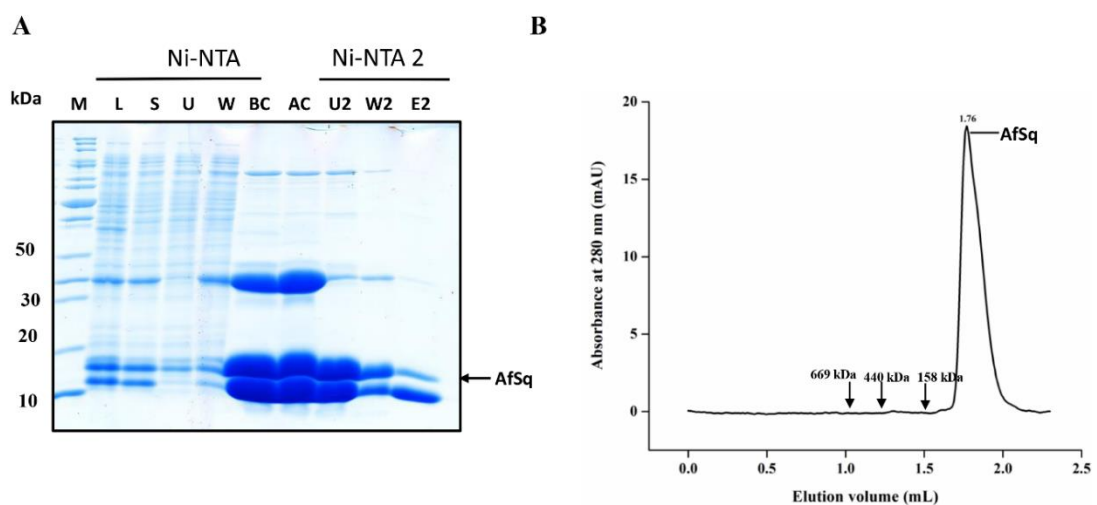 A
Ni-NTA Ni-NTA 2
kDa M L S U W BC AC U2 W2 E2
50
30
20
10
AfSq
B
Absorbance at 280 nm (mAU)
20
15
10
5
0
1.76
AfSq
669 kDa 440 kDa 158 kDa
0.0 0.5 1.0 1.5 2.0 2.5
Elution volume (mL)